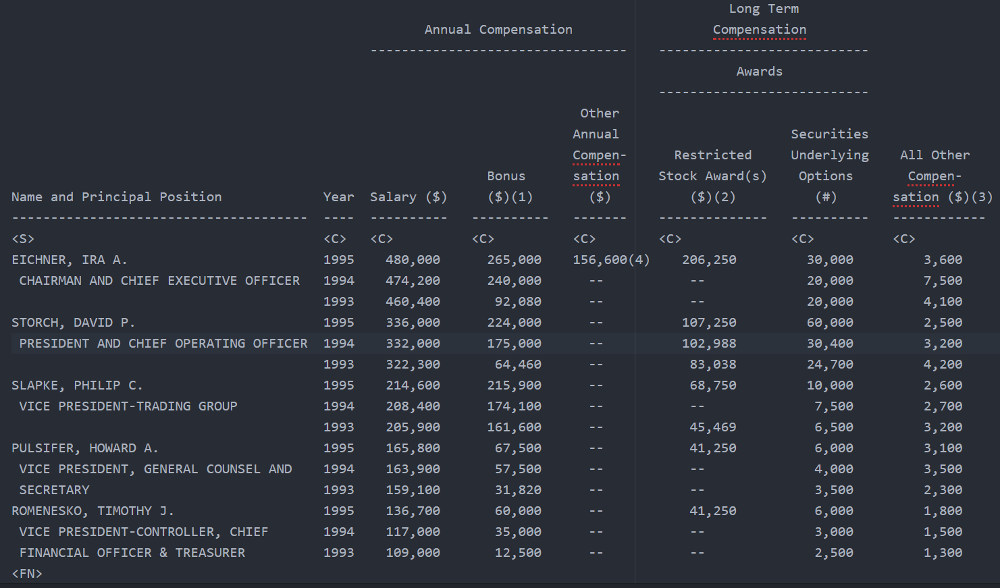 Long Term
                                                     Annual Compensation                  Compensation
                                              ---------------------------------    ---------------------------
                                                                                             Awards
                                                                                   ---------------------------
                                                                         Other
                                                                        Annual                      Securities
                                                                        Compen-      Restricted     Underlying    All Other
                                                             Bonus      sation     Stock Award(s)    Options       Compen-
Name and Principal Position             Year  Salary ($)     ($)(1)       ($)          ($)(2)          (#)       sation ($)(3)
--------------------------------------  ----  ----------   ----------   -------    --------------   ----------   ------------
<S>                                     <C>   <C>          <C>          <C>        <C>              <C>          <C>
EICHNER, IRA A.                         1995    480,000      265,000    156,600(4)    206,250         30,000         3,600
 CHAIRMAN AND CHIEF EXECUTIVE OFFICER   1994    474,200      240,000      --           --             20,000         7,500
                                        1993    460,400       92,080      --           --             20,000         4,100
STORCH, DAVID P.                        1995    336,000      224,000      --          107,250         60,000         2,500
 PRESIDENT AND CHIEF OPERATING OFFICER  1994    332,000      175,000      --          102,988         30,400         3,200
                                        1993    322,300       64,460      --           83,038         24,700         4,200
SLAPKE, PHILIP C.                       1995    214,600      215,900      --           68,750         10,000         2,600
 VICE PRESIDENT-TRADING GROUP           1994    208,400      174,100      --           --              7,500         2,700
                                        1993    205,900      161,600      --           45,469          6,500         3,200
PULSIFER, HOWARD A.                     1995    165,800       67,500      --           41,250          6,000         3,100
 VICE PRESIDENT, GENERAL COUNSEL AND    1994    163,900       57,500      --           --              4,000         3,500
 SECRETARY                              1993    159,100       31,820      --           --              3,500         2,300
ROMENESKO, TIMOTHY J.                   1995    136,700       60,000      --           41,250          6,000         1,800
 VICE PRESIDENT-CONTROLLER, CHIEF       1994    117,000       35,000      --           --              3,000         1,500
 FINANCIAL OFFICER & TREASURER          1993    109,000       12,500      --           --              2,500         1,300
<FN>